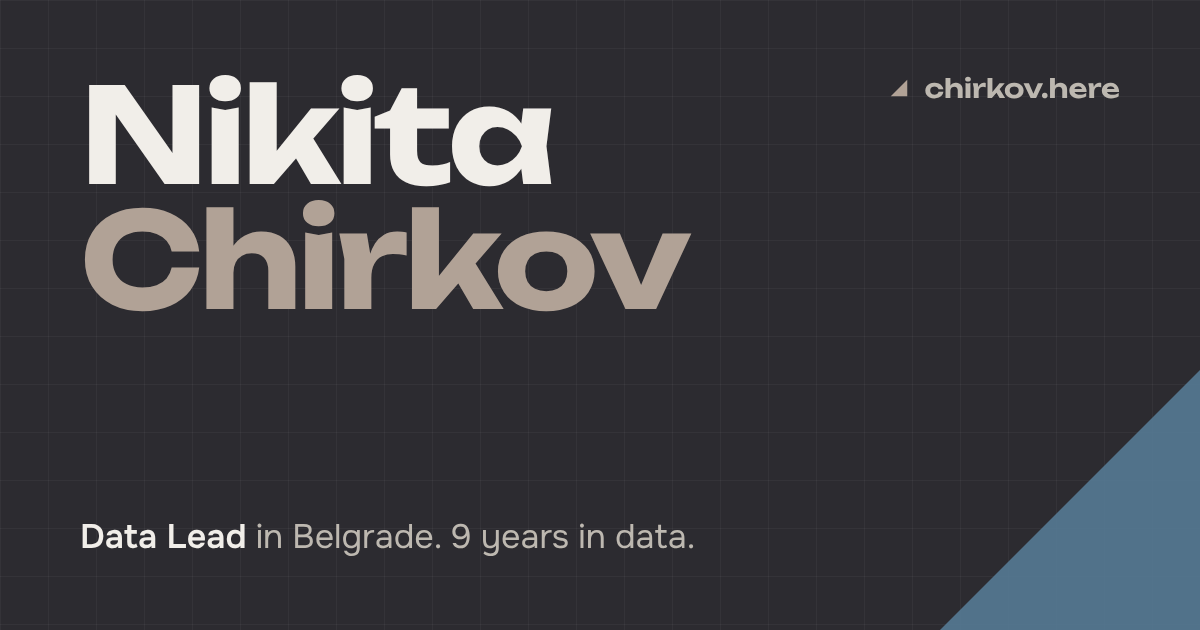 Nikita
Chirkov
chirkov.here
Data Lead in Belgrade. 9 years in data.